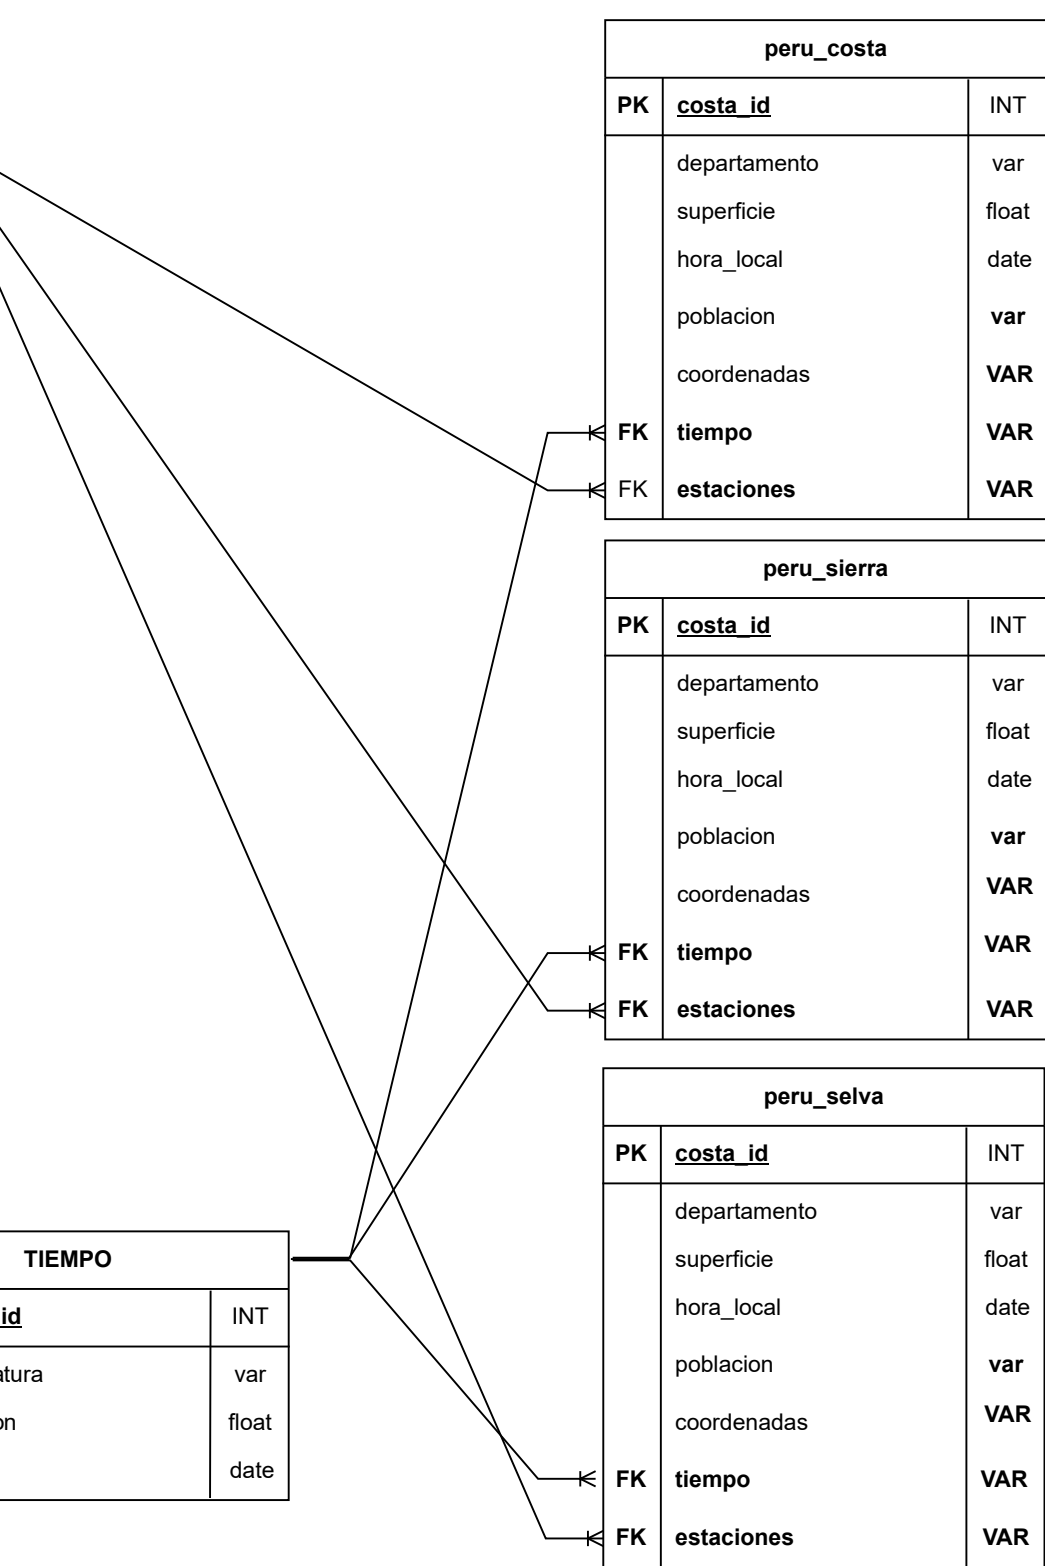 peru_costa
PK costa_id INT
departamento var
superficie float
hora_local date
poblacion var
coordenadas VAR
FK tiempo VAR
FK estaciones VAR
peru_sierra
PK costa_id INT
departamento var
superficie float
hora_local date
poblacion var
coordenadas VAR
FK tiempo VAR
FK estaciones VAR
peru_selva
PK costa_id INT
departamento var
superficie float
hora_local date
poblacion var
coordenadas VAR
FK tiempo VAR
FK estaciones VAR
TIEMPO
id INT
atura var
on float
date